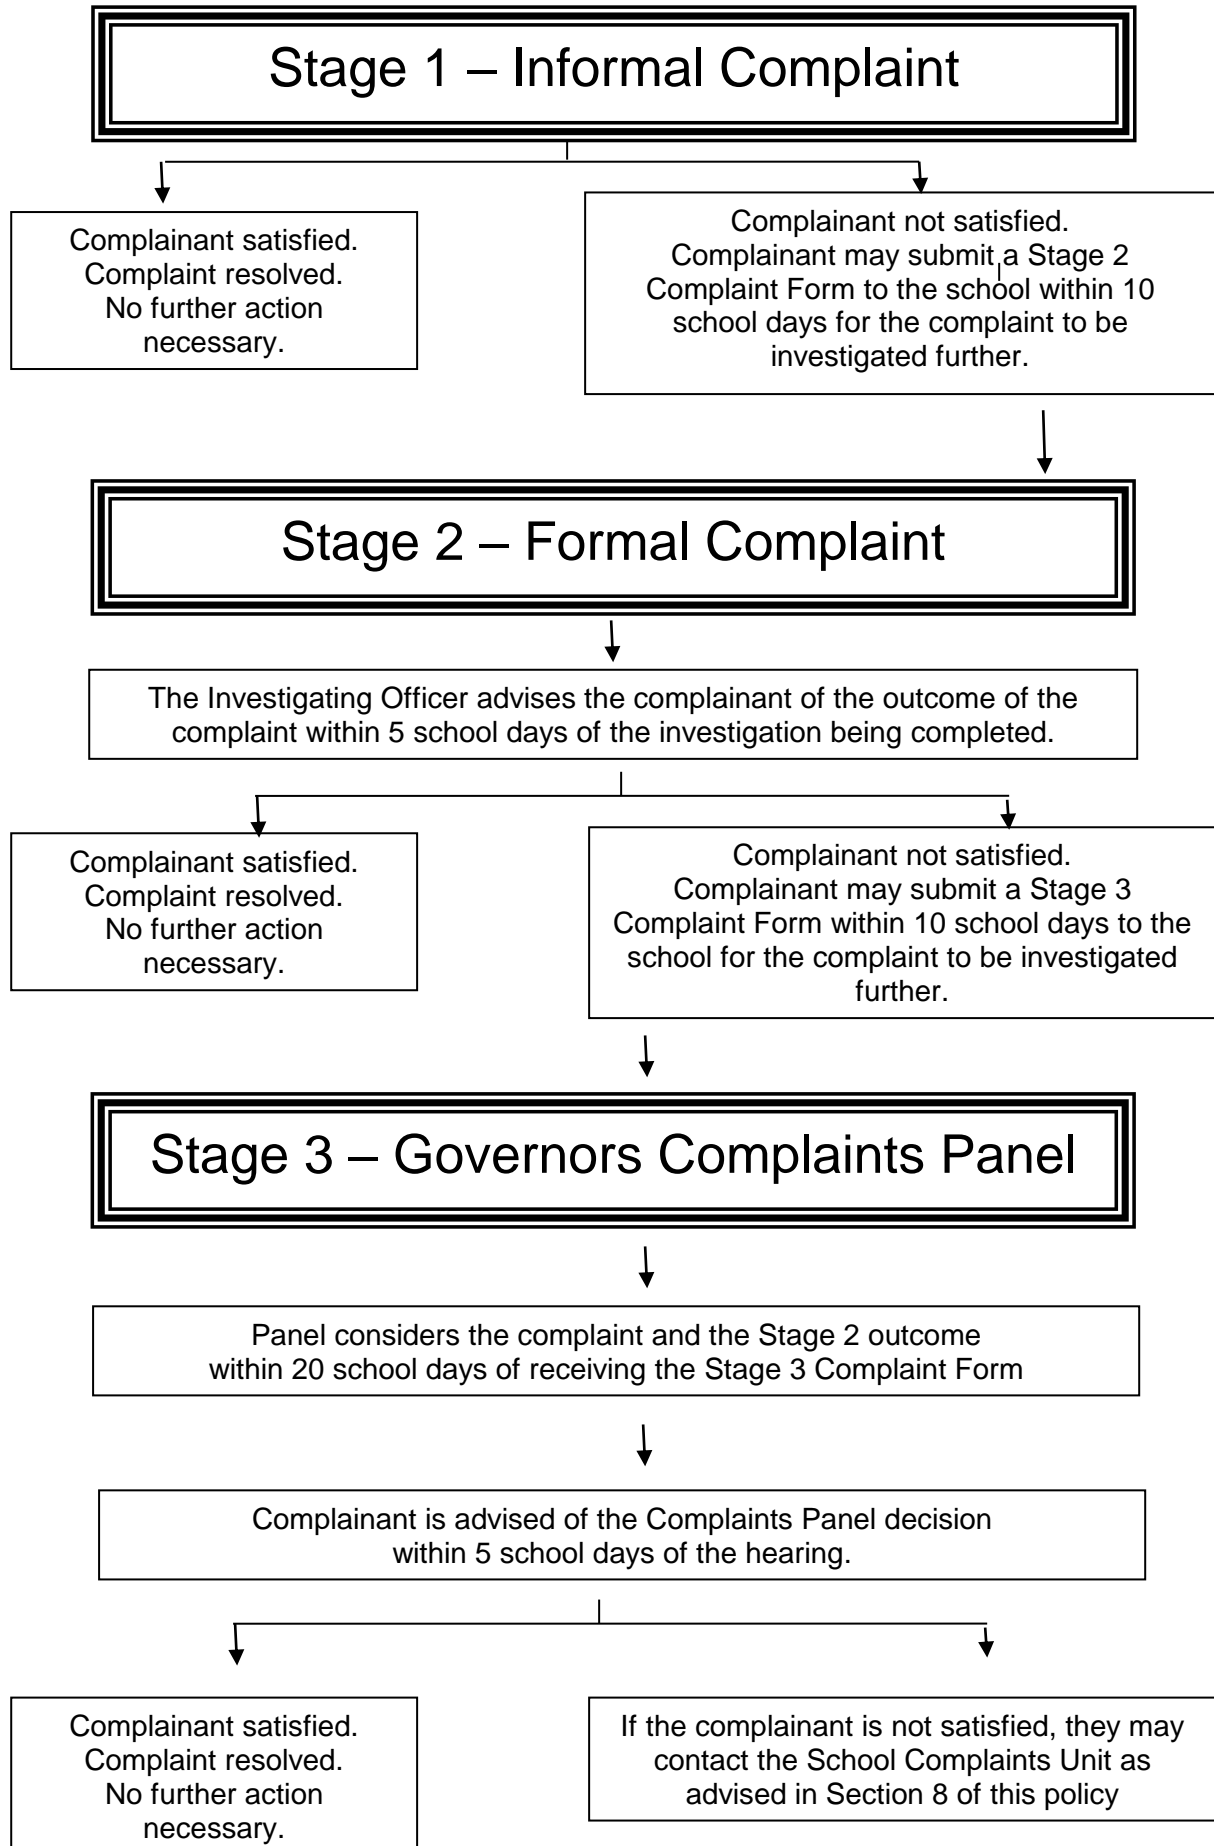 Stage 1 – Informal Complaint
Complainant satisfied.
Complaint resolved.
No further action
necessary.
Complainant not satisfied.
Complainant may submit a Stage 2
Complaint Form to the school within 10
school days for the complaint to be
investigated further.
Stage 2 – Formal Complaint
The Investigating Officer advises the complainant of the outcome of the
complaint within 5 school days of the investigation being completed.
Complainant satisfied.
Complaint resolved.
No further action
necessary.
Complainant not satisfied.
Complainant may submit a Stage 3
Complaint Form within 10 school days to the
school for the complaint to be investigated
further.
Stage 3 – Governors Complaints Panel
Panel considers the complaint and the Stage 2 outcome
within 20 school days of receiving the Stage 3 Complaint Form
Complainant is advised of the Complaints Panel decision
within 5 school days of the hearing.
Complainant satisfied.
Complaint resolved.
No further action
necessary.
If the complainant is not satisfied, they may
contact the School Complaints Unit as
advised in Section 8 of this policy